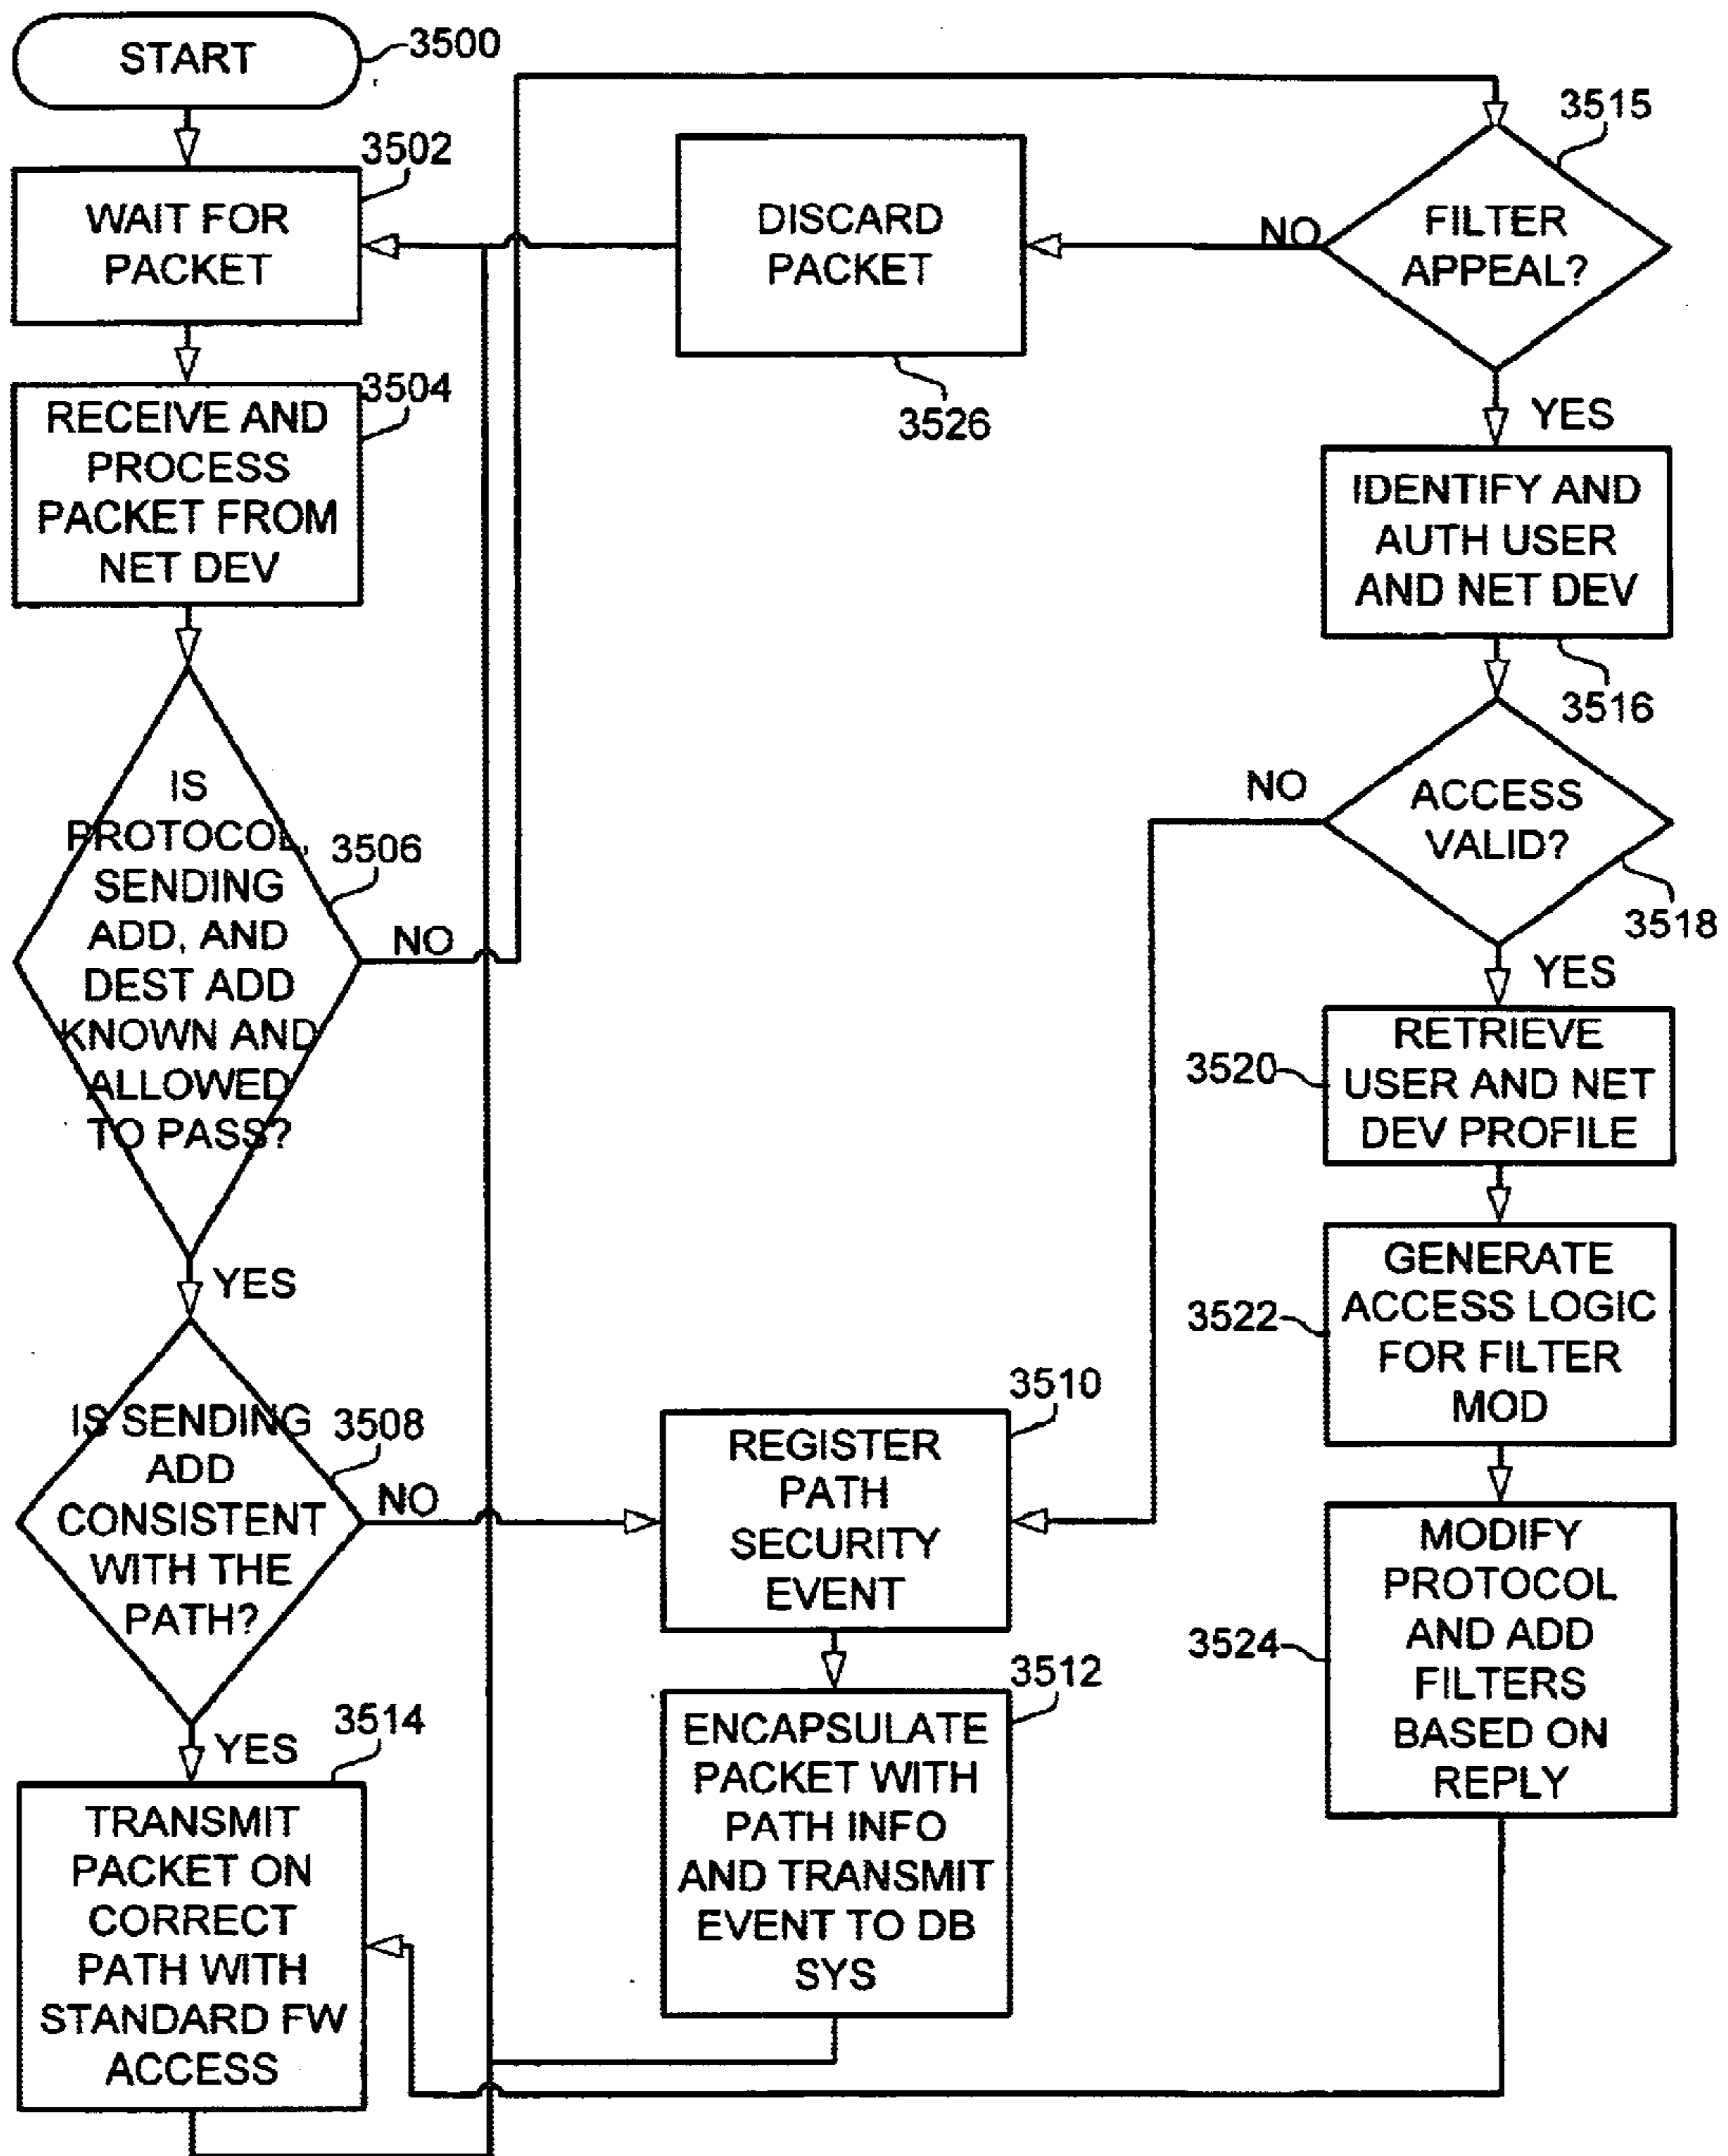 START
3500
3502
WAIT FOR
PACKET
3504
RECEIVE AND
PROCESS
PACKET FROM
NET DEV
IS
PROTOCOL,
SENDING
ADD, AND
DEST ADD
KNOWN AND
ALLOWED
TO PASS?
3506
NO
YES
IS SENDING
ADD
CONSISTENT
WITH THE
PATH?
3508
NO
YES
3514
TRANSMIT
PACKET ON
CORRECT
PATH WITH
STANDARD FW
ACCESS
DISCARD
PACKET
3526
3510
REGISTER
PATH
SECURITY
EVENT
3512
ENCAPSULATE
PACKET WITH
PATH INFO
AND TRANSMIT
EVENT TO DB
SYS
3515
FILTER
APPEAL?
NO
YES
IDENTIFY AND
AUTH USER
AND NET DEV
3516
ACCESS
VALID?
NO
3518
YES
3520
RETRIEVE
USER AND NET
DEV PROFILE
3522
GENERATE
ACCESS LOGIC
FOR FILTER
MOD
3524
MODIFY
PROTOCOL
AND ADD
FILTERS
BASED ON
REPLY